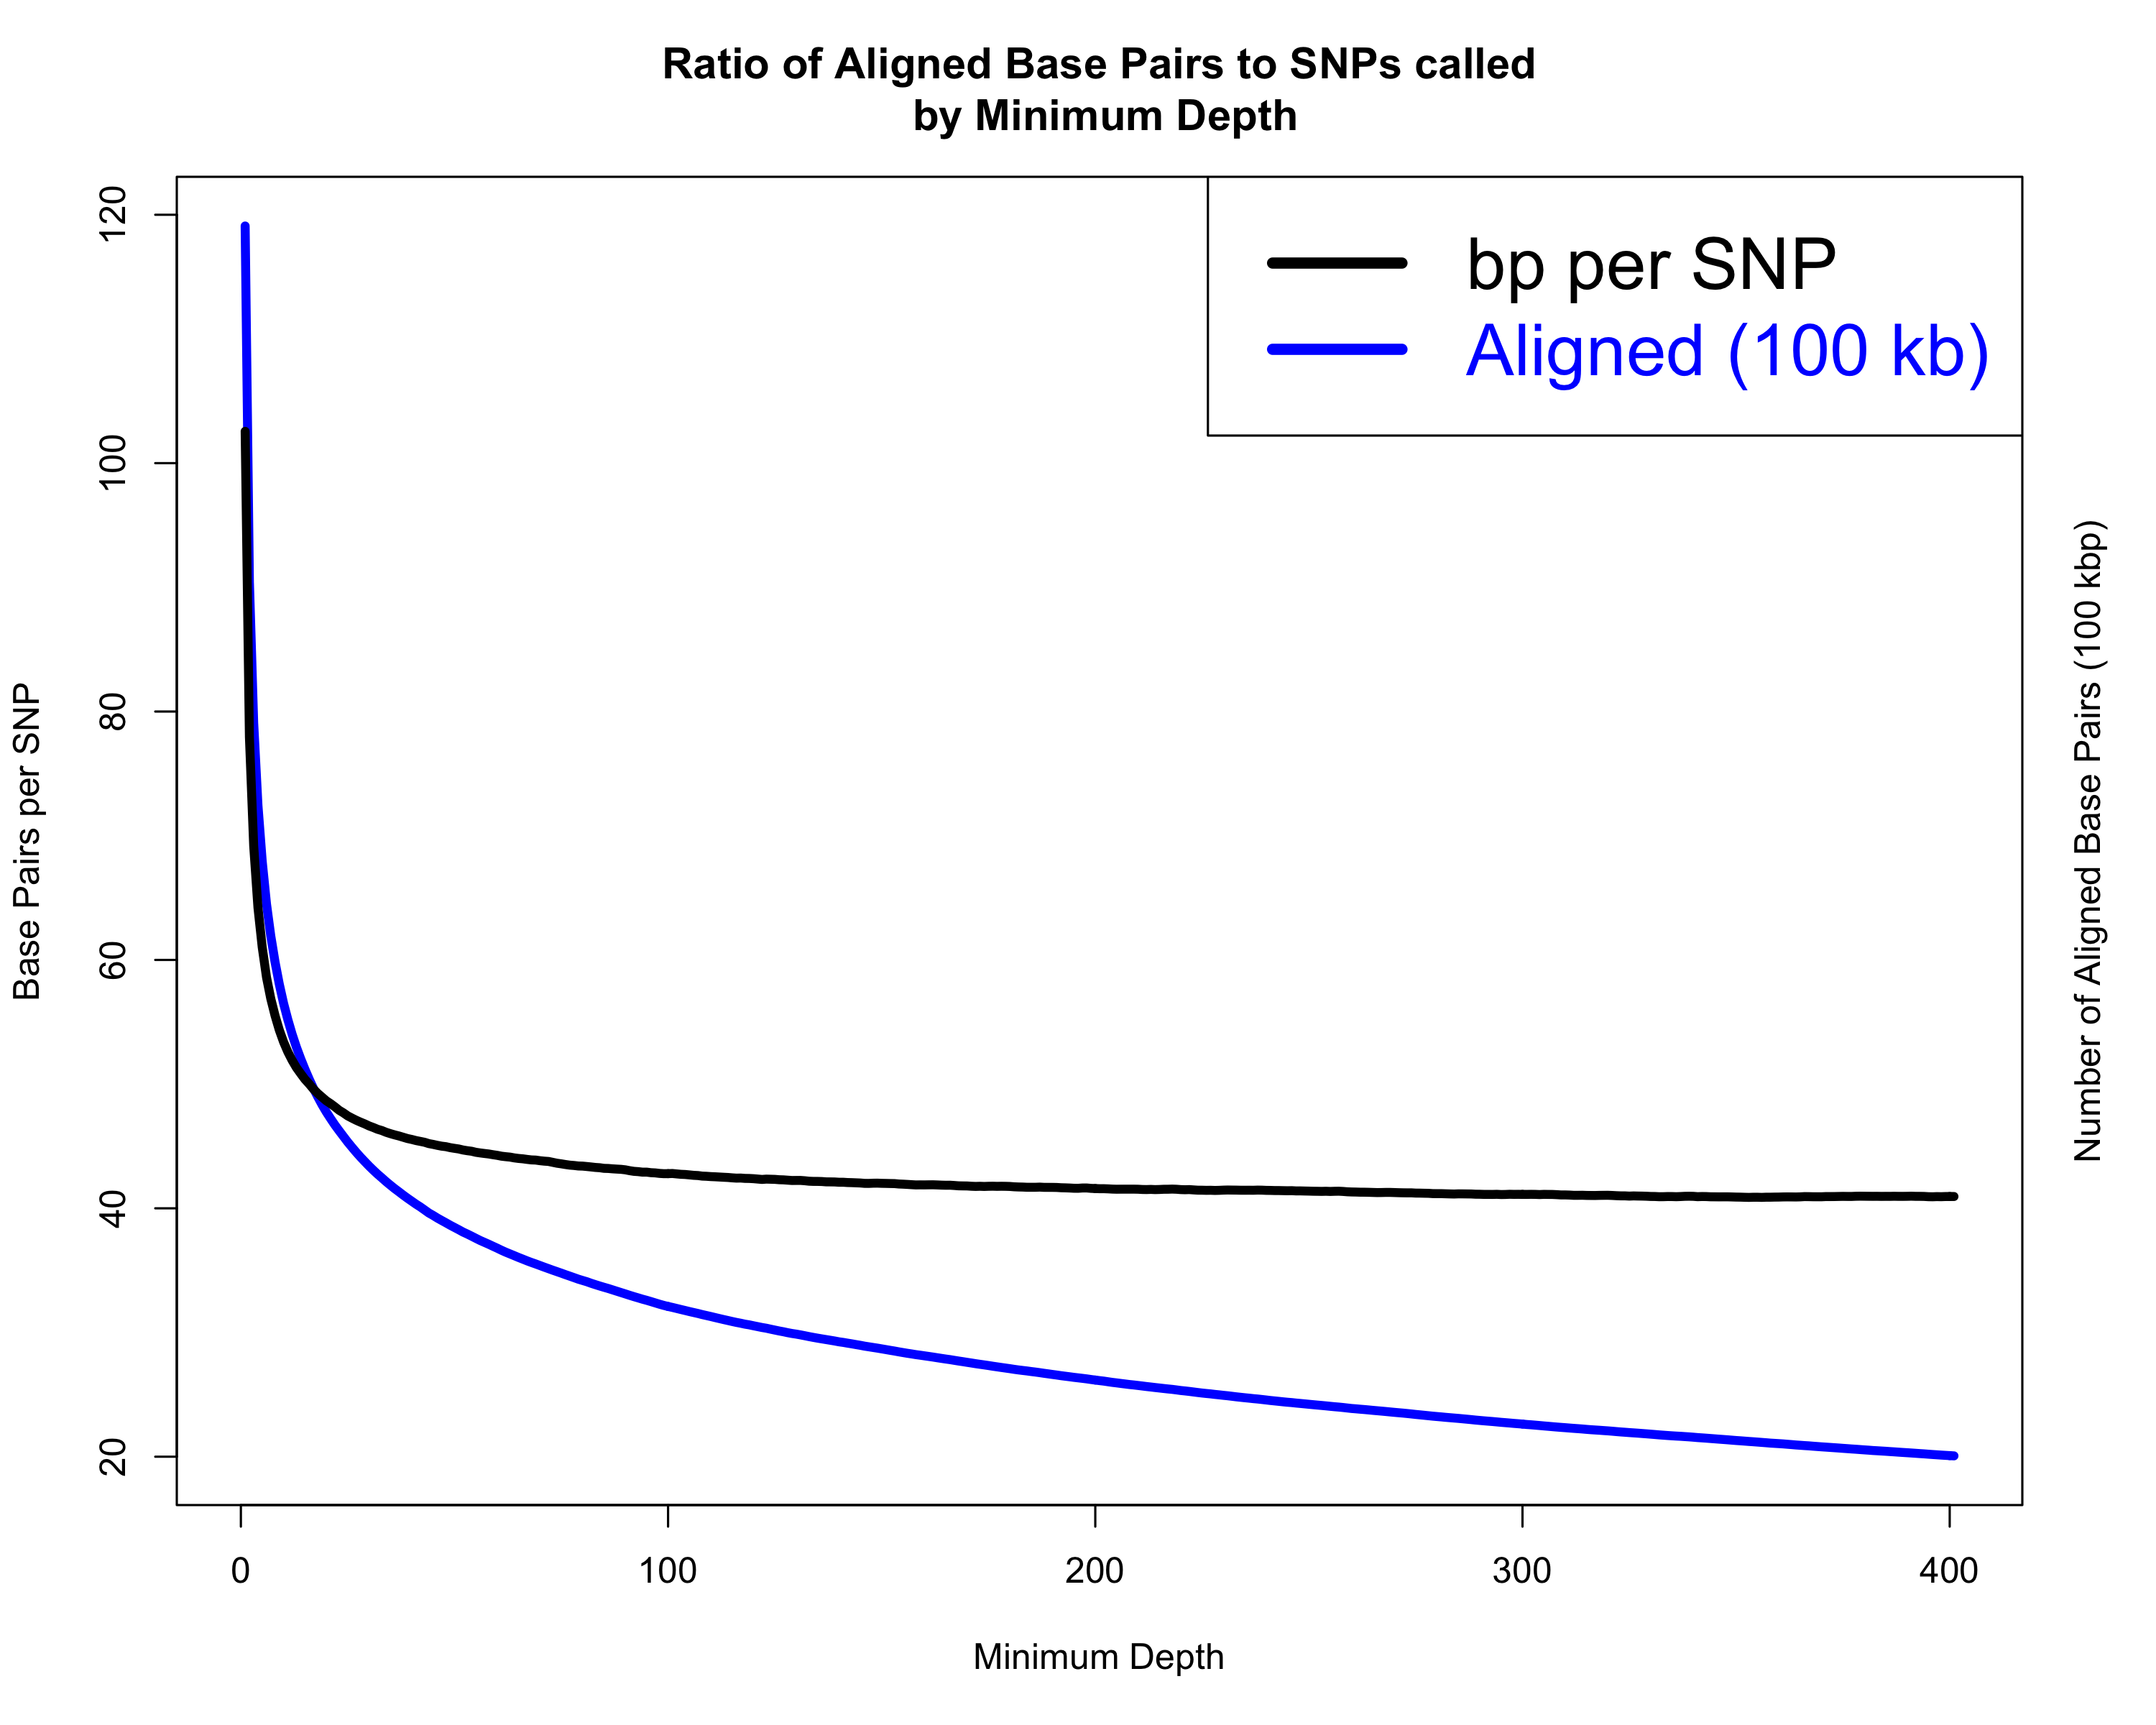 Ratio of Aligned Base Pairs to SNPs called
by Minimum Depth
bp per SNP
Aligned (100 kb)
120
100
80
60
40
20
Base Pairs per SNP
Number of Aligned Base Pairs (100 kbp)
0
100
200
300
400
Minimum Depth